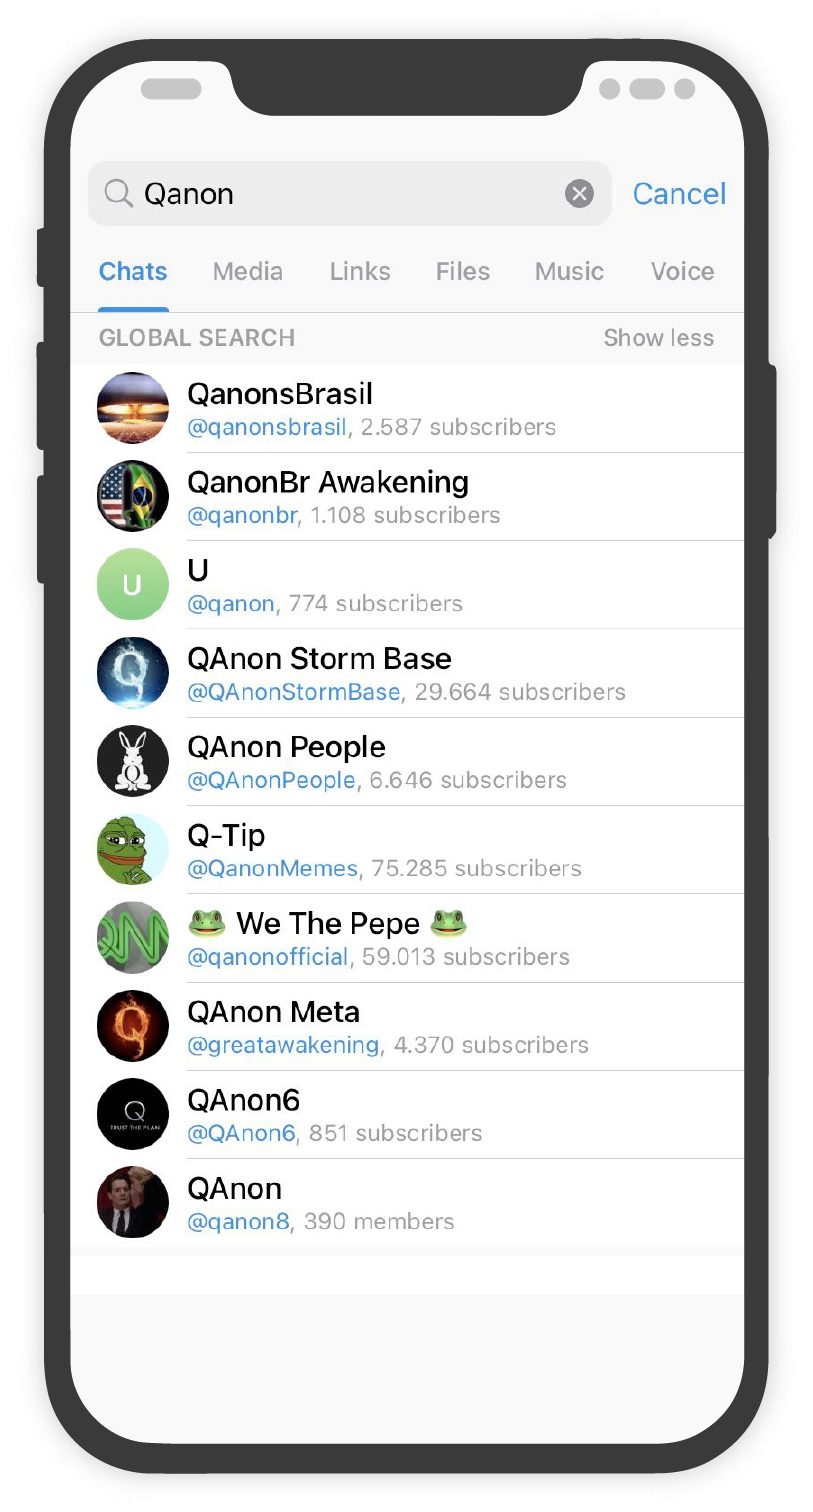 Qanon
Cancel
Chats Media Links Files Music Voice
GLOBAL SEARCH Show less
QanonsBrasil
@qanonsbrasil, 2.587 subscribers
QanonBr Awakening
@qanonbr, 1.108 subscribers
U
U
@qanon, 774 subscribers
Q
QAnon Storm Base
@QAnonStormBase, 29.664 subscribers
Q
QAnon People
@QAnonPeople, 6.646 subscribers
Q-Tip
@QanonMemes, 75.285 subscribers
🐸 We The Pepe 🐸
@qanonofficial, 59.013 subscribers
Q
QAnon Meta
@greatawakening, 4.370 subscribers
Q
TRUST THE PLAN
QAnon6
@QAnon6, 851 subscribers
QAnon
@qanon8, 390 members